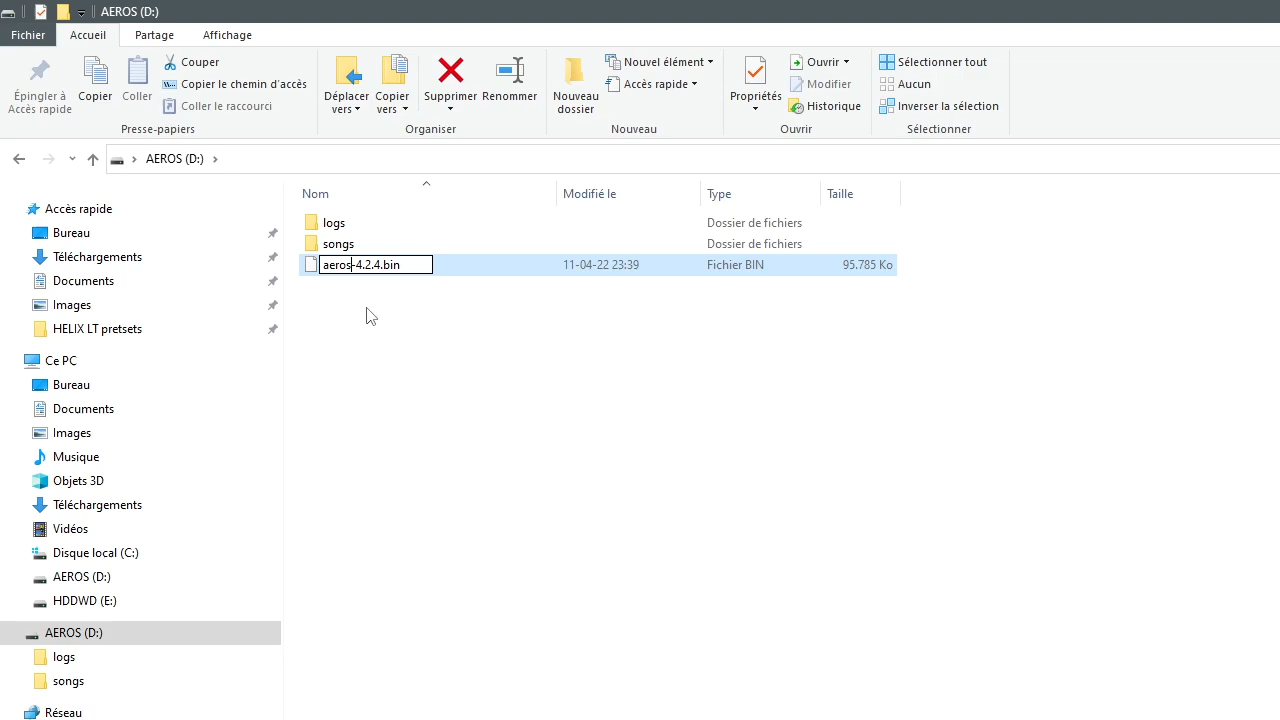 AEROS (D:)
Fichier Accueil Partage Affichage
Épingler à Accès rapide
Copier
Coller
Couper
Copier le chemin d'accès
Coller le raccourci
Presse-papiers
Déplacer vers
Copier vers
Supprimer
Renommer
Organiser
Nouveau dossier
Nouvel élément
Accès rapide
Nouveau
Propriétés
Ouvrir
Modifier
Historique
Ouvrir
Sélectionner tout
Aucun
Inverser la sélection
Sélectionner
AEROS (D:)
Accès rapide
Bureau
Téléchargements
Documents
Images
HELIX LT pretsets
Ce PC
Bureau
Documents
Images
Musique
Objets 3D
Téléchargements
Vidéos
Disque local (C:)
AEROS (D:)
HDDWD (E:)
AEROS (D:)
logs
songs
Réseau
Nom Modifié le Type Taille
logs Dossier de fichiers
songs Dossier de fichiers
aeros-4.2.4.bin 11-04-22 23:39 Fichier BIN 95.785 Ko